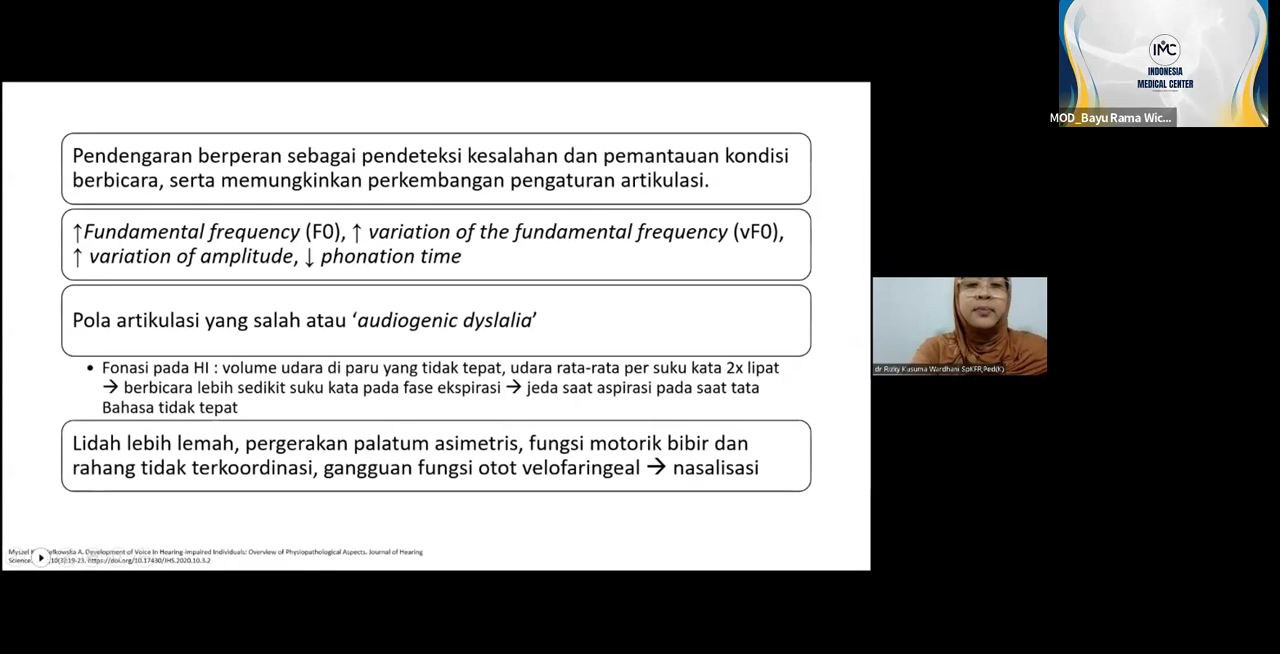 Pendengaran berperan sebagai pendeteksi kesalahan dan pemantauan kondisi
berbicara, serta memungkinkan perkembangan pengaturan artikulasi.
↑Fundamental frequency (F0), ↑ variation of the fundamental frequency (vF0),
↑ variation of amplitude, ↓ phonation time
Pola artikulasi yang salah atau ‘audiogenic dyslalia’
• Fonasi pada HI : volume udara di paru yang tidak tepat, udara rata-rata per suku kata 2x lipat
→ berbicara lebih sedikit suku kata pada fase ekspirasi → jeda saat aspirasi pada saat tata
Bahasa tidak tepat
Lidah lebih lemah, pergerakan palatum asimetris, fungsi motorik bibir dan
rahang tidak terkoordinasi, gangguan fungsi otot velofaringeal → nasalisasi
A. Development of Voice in Hearing-Impaired Individuals: Overview of Physiopathological Aspects. Journal of Hearing
10(3):19-23. https://doi.org/10.17430/JHS.2020.10.3.2
IMC
INDONESIA
MEDICAL CENTER
MOD_Bayu Rama Wic...
dr Rizky Kusuma Wardhani SpKFR,Ped(K)